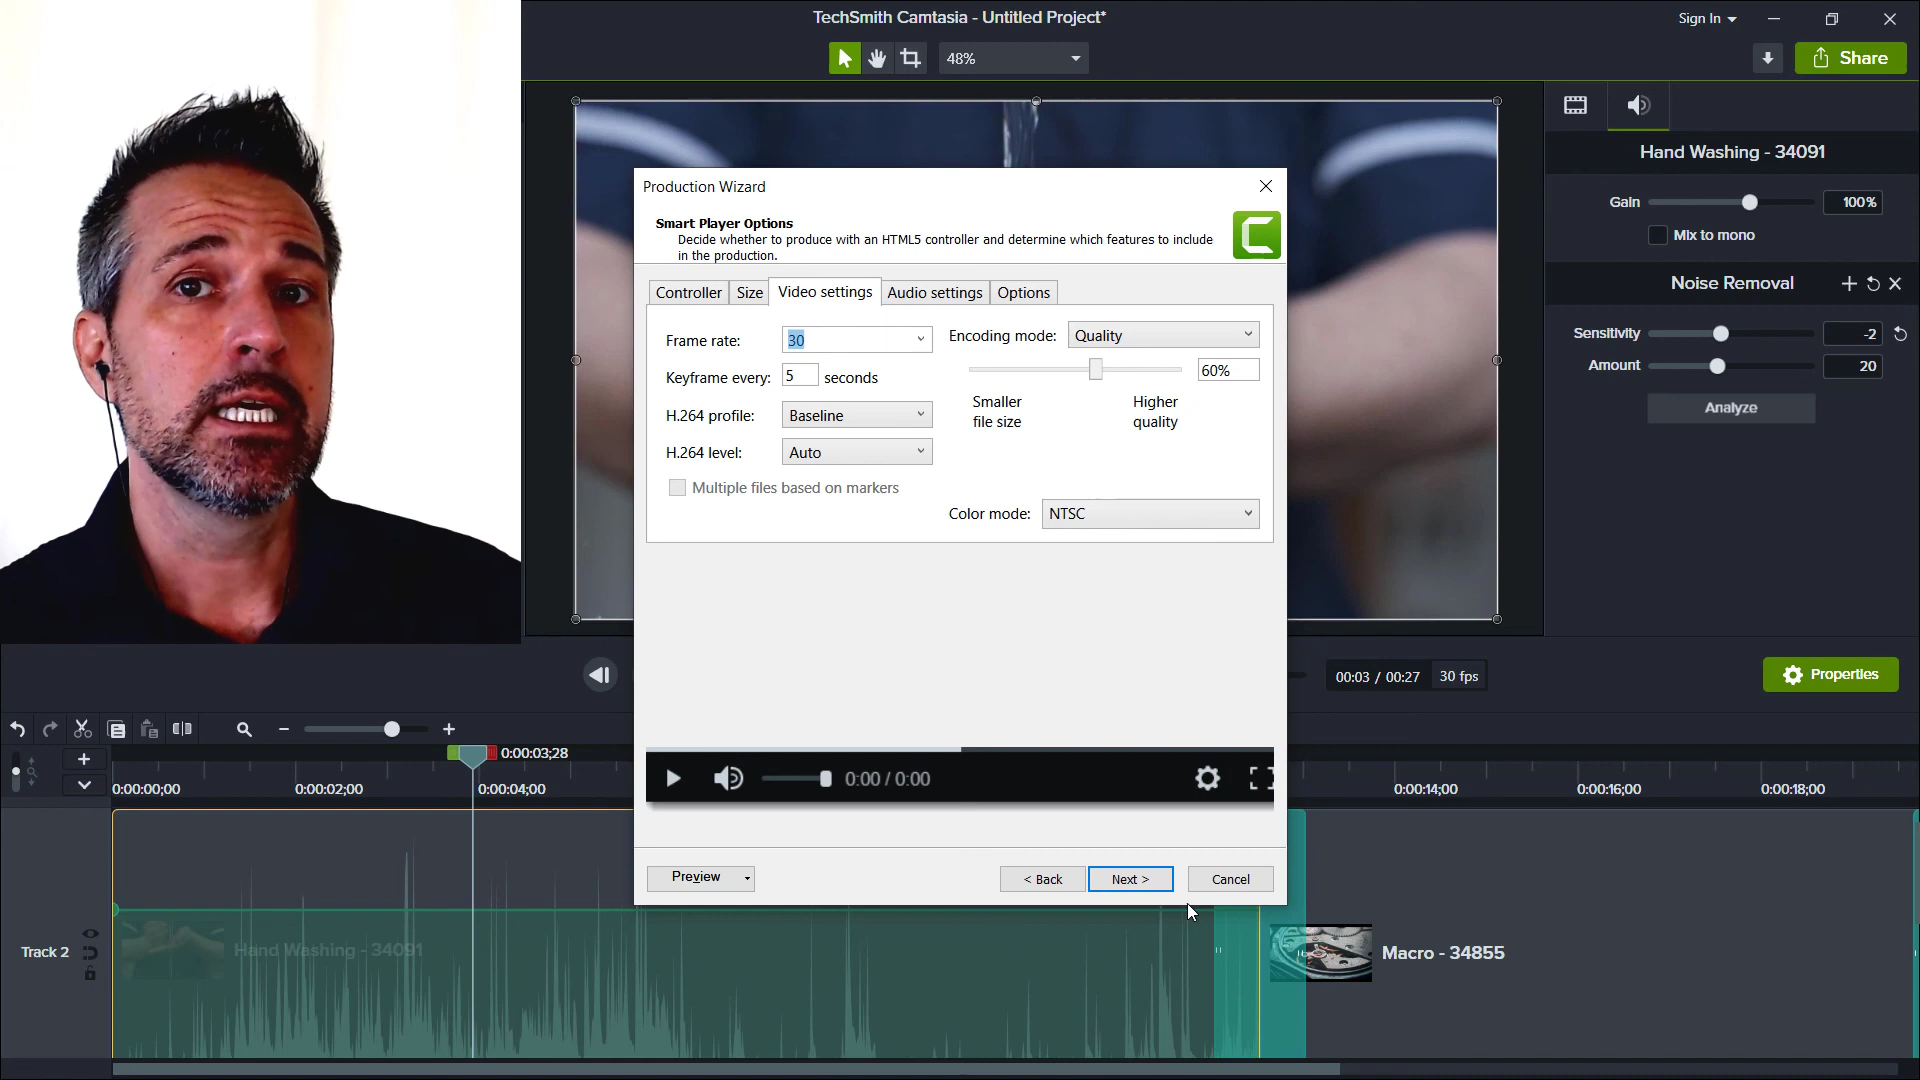 TechSmith Camtasia - Untitled Project*
Sign In
48%
Share
Production Wizard
Smart Player Options
Decide whether to produce with an HTML5 controller and determine which features to include
in the production.
Controller
Size
Video settings
Audio settings
Options
Frame rate:
30
Keyframe every:
5
seconds
H.264 profile:
Baseline
H.264 level:
Auto
Multiple files based on markers
Encoding mode:
Quality
60%
Smaller
file size
Higher
quality
Color mode:
NTSC
0:00 / 0:00
Preview
< Back
Next >
Cancel
Hand Washing - 34091
Gain
100%
Mix to mono
Noise Removal
Sensitivity
-2
Amount
20
Analyze
00:03 / 00:27
30 fps
Properties
0:00:03;28
0:00:00;00
0:00:02;00
0:00:04;00
0:00:14;00
0:00:16;00
0:00:18;00
Track 2
Hand Washing - 34091
Macro - 34855